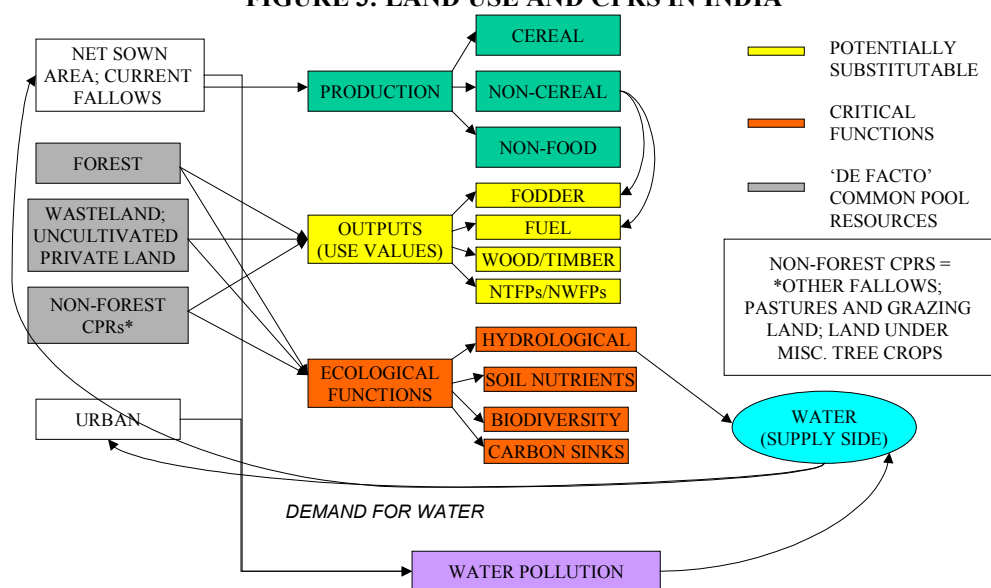 FIGURE 3: LAND USE AND CPRS IN INDIA
NET SOWN
AREA; CURRENT
FALLOWS
FOREST
WASTELAND;
UNCULTIVATED
PRIVATE LAND
NON-FOREST
CPRs*
URBAN
PRODUCTION
OUTPUTS
(USE VALUES)
ECOLOGICAL
FUNCTIONS
CEREAL
NON-CEREAL
NON-FOOD
FODDER
FUEL
WOOD/TIMBER
NTFPs/NWFPs
HYDROLOGICAL
SOIL NUTRIENTS
BIODIVERSITY
CARBON SINKS
POTENTIALLY
SUBSTITUTABLE
CRITICAL
FUNCTIONS
‘DE FACTO’
COMMON POOL
RESOURCES
NON-FOREST CPRS =
*OTHER FALLOWS;
PASTURES AND GRAZING
LAND; LAND UNDER
MISC. TREE CROPS
WATER
(SUPPLY SIDE)
DEMAND FOR WATER
WATER POLLUTION